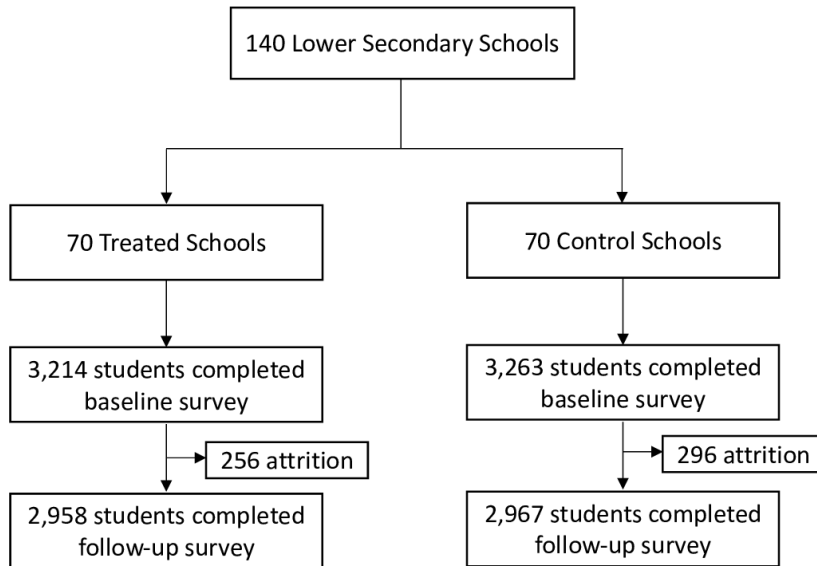 140 Lower Secondary Schools
70 Treated Schools
70 Control Schools
3,214 students completed
baseline survey
3,263 students completed
baseline survey
256 attrition
296 attrition
2,958 students completed
follow-up survey
2,967 students completed
follow-up survey